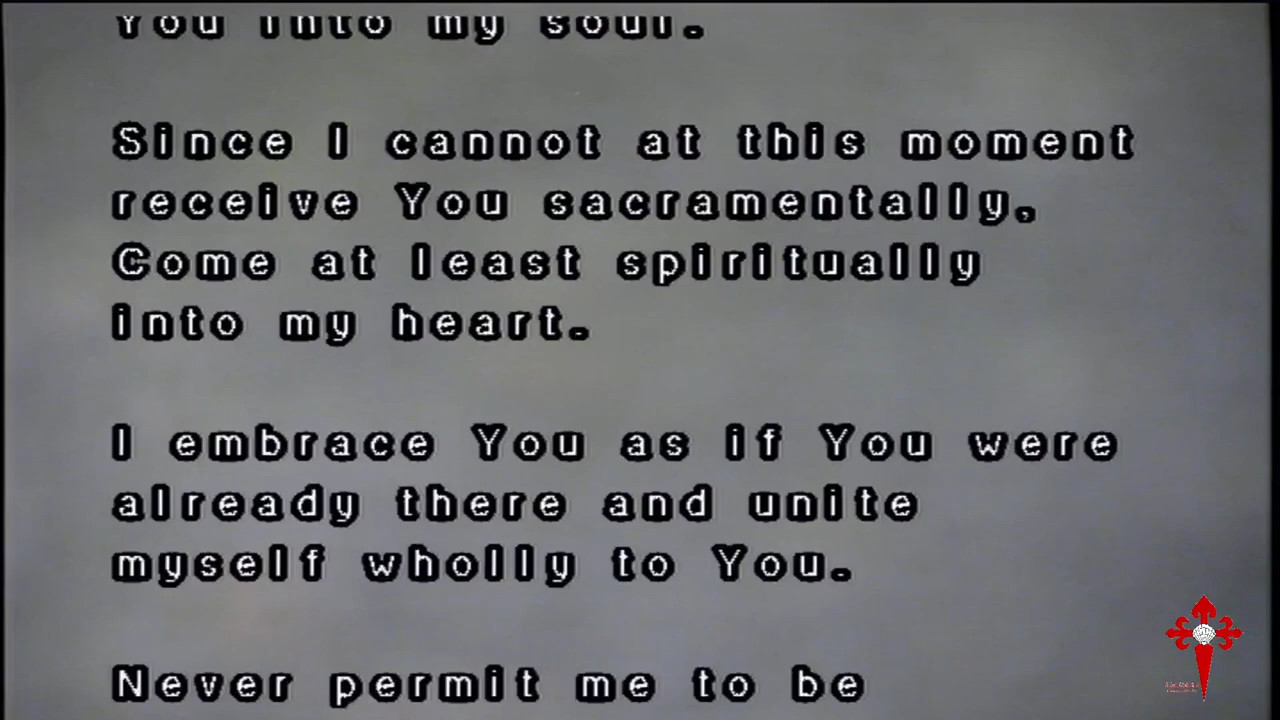 You into my soul.
Since I cannot at this moment
receive You sacramentally,
Come at least spiritually
into my heart.
I embrace You as if You were
already there and unite
myself wholly to You.
Never permit me to be